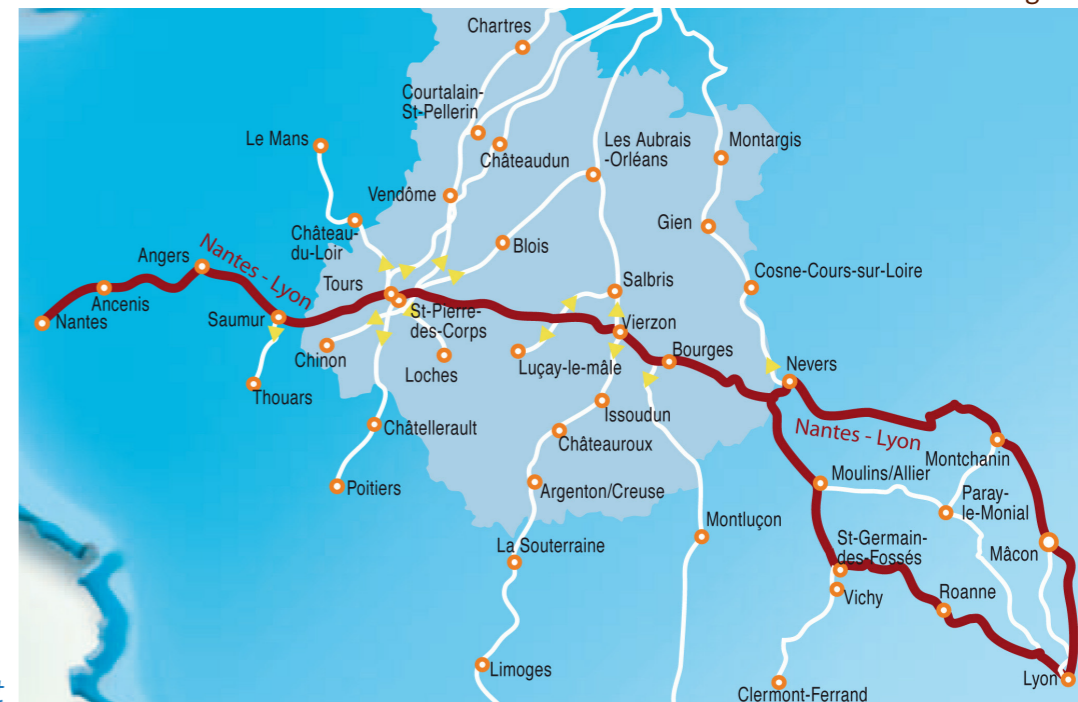 Chartres
Courtalain-
St-Pellerin
Le Mans
Châteaudun
Les Aubrais
-Orléans
Montargis
Vendôme
Château-
du-Loir
Gien
Blois
Angers
Nantes - Lyon
Tours
Salbris
Cosne-Cours-sur-Loire
Ancenis
Nantes
Saumur
St-Pierre-
des-Corps
Vierzon
Chinon
Loches
Luçay-le-mâle
Bourges
Nevers
Thouars
Issoudun
Châtellerault
Châteauroux
Nantes - Lyon
Montchanin
Moulins/Allier
Poitiers
Argenton/Creuse
Paray-
le-Monial
Montluçon
La Souterraine
St-Germain-
des-Fossés
Mâcon
Vichy
Roanne
Limoges
Lyon
Clermont-Ferrand